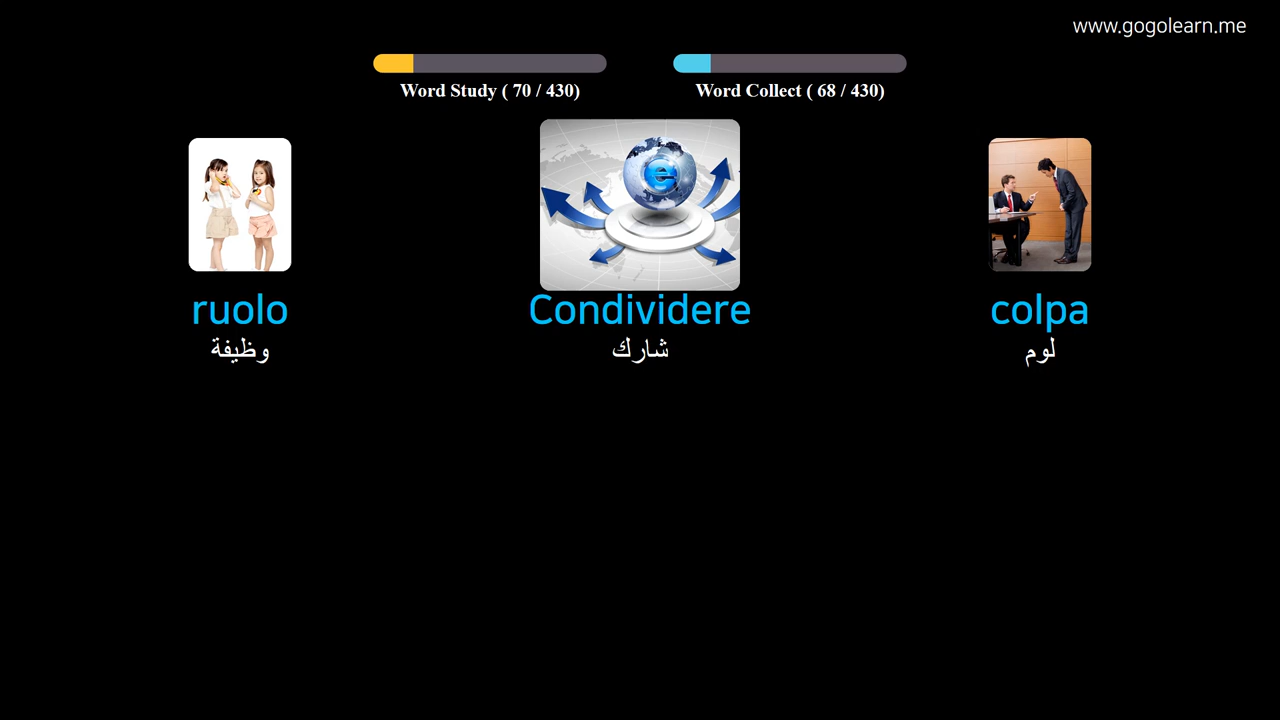 www.gogolearn.me
Word Study ( 70 / 430)
Word Collect ( 68 / 430)
e
ruolo
Condividere
colpa
وظيفة
شارك
لوم